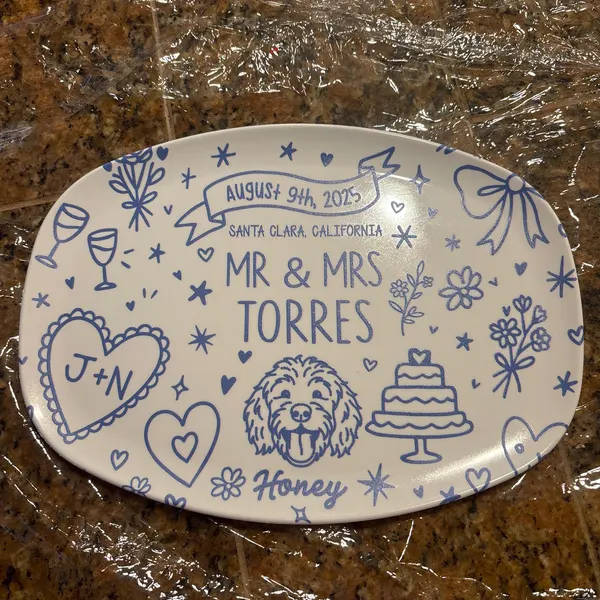 August 9th, 2025
SANTA CLARA, CALIFORNIA
MR & MRS
TORRES
J+N
Honey